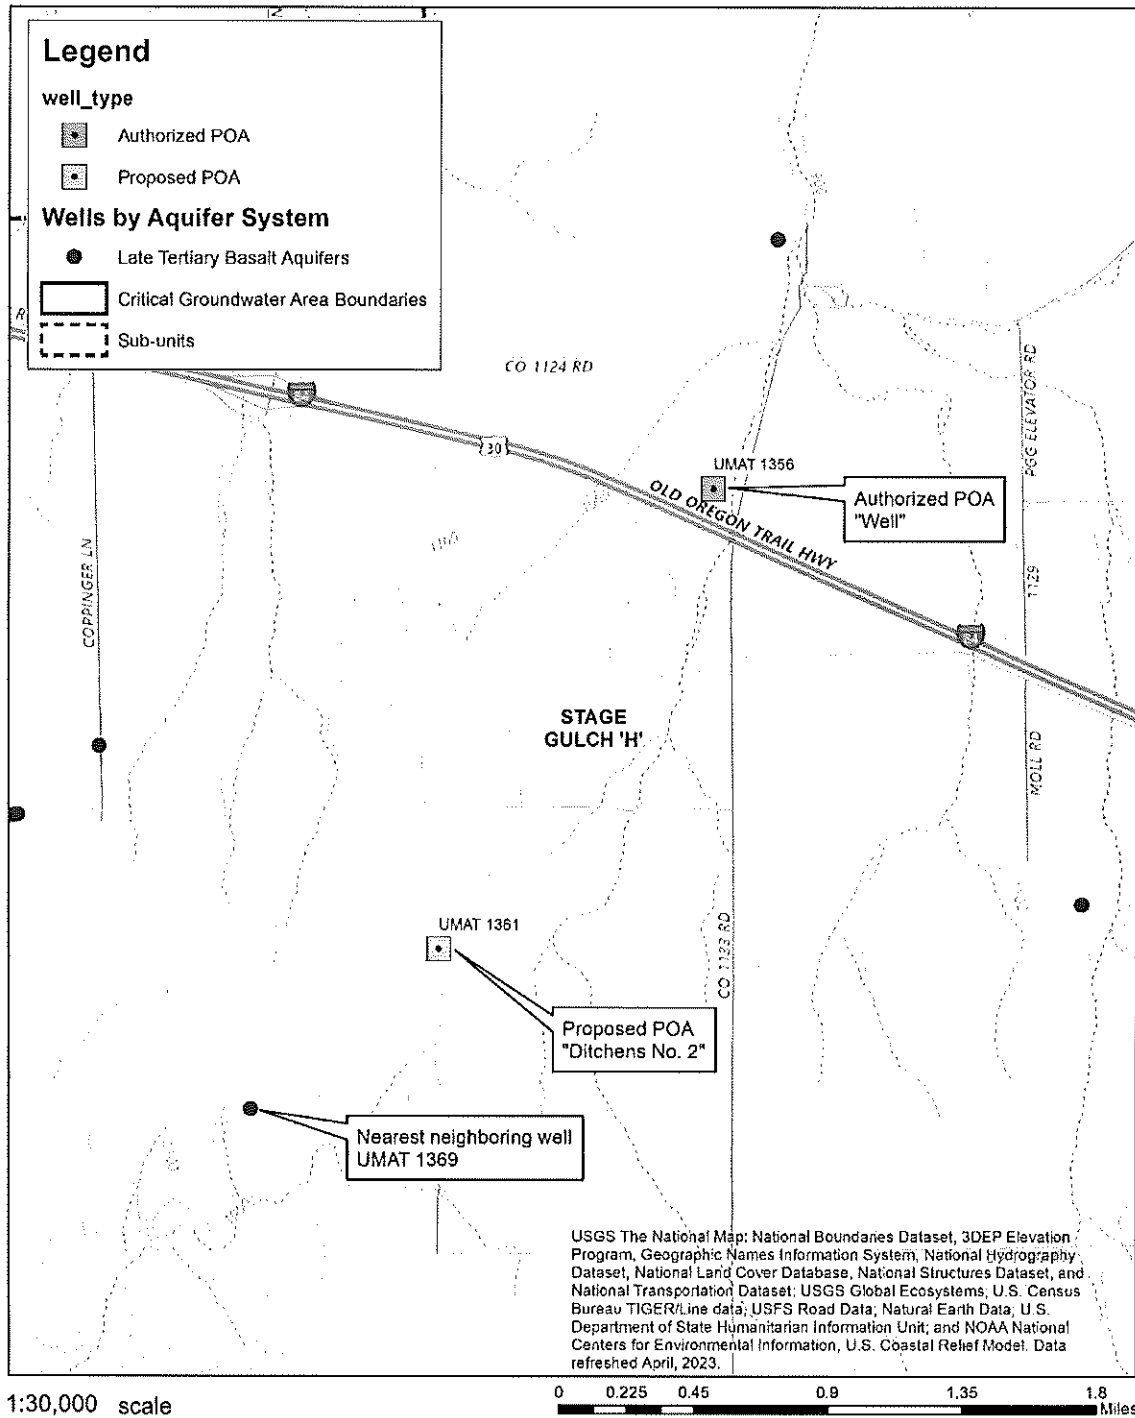 Legend
well_type
Authorized POA
Proposed POA
Wells by Aquifer System
Late Tertiary Basalt Aquifers
Critical Groundwater Area Boundaries
Sub-units
R
CO 1124 RD
30
PGG ELEVATOR RD
UMAT 1356
Authorized POA
"Well"
OLD OREGON TRAIL HWY
COPPINGER LN
1129
STAGE
GULCH 'H'
MOLL RD
UMAT 1361
CO 1133 RD
Proposed POA
"Ditchens No. 2"
Nearest neighboring well
UMAT 1369
USGS The National Map: National Boundaries Dataset, 3DEP Elevation
Program, Geographic Names Information System, National Hydrography
Dataset, National Land Cover Database, National Structures Dataset, and
National Transportation Dataset; USGS Global Ecosystems; U.S. Census
Bureau TIGER/Line data; USFS Road Data; Natural Earth Data; U.S.
Department of State Humanitarian Information Unit; and NOAA National
Centers for Environmental Information, U.S. Coastal Relief Model. Data
refreshed April, 2023.
1:30,000 scale
0 0.225 0.45 0.9 1.35 1.8
Miles